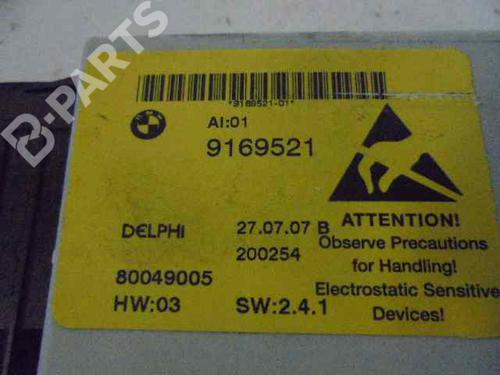 B-PARTS
*9169521-01*
AI:01
9169521
DELPHI 27.07.07 B
200254
80049005
HW:03 SW:2.4.1
ATTENTION!
Observe Precautions
for Handling!
Electrostatic Sensitive
Devices!